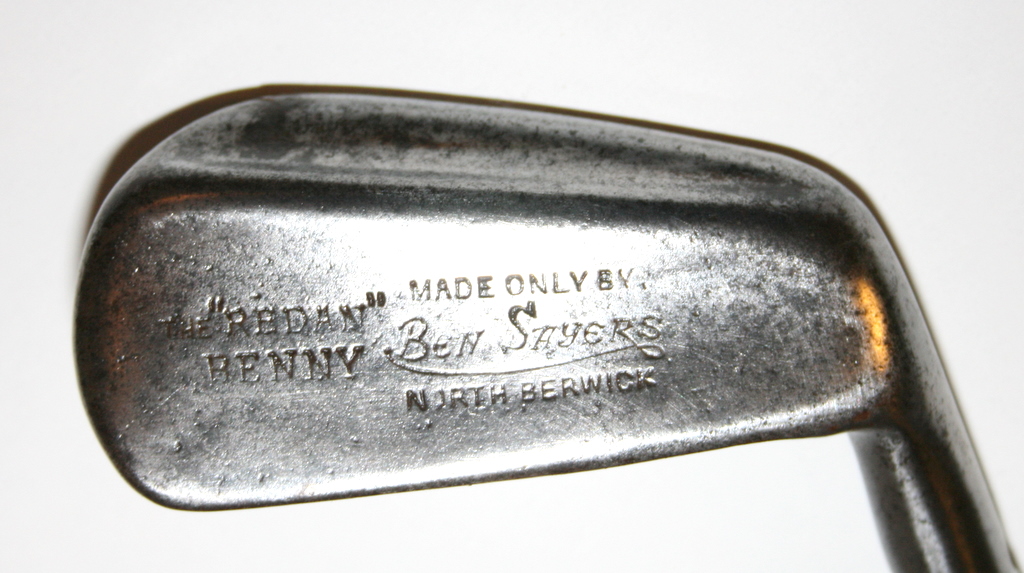 THE "REDAN"
BENNY
MADE ONLY BY
BEN SAYERS
NORTH BERWICK